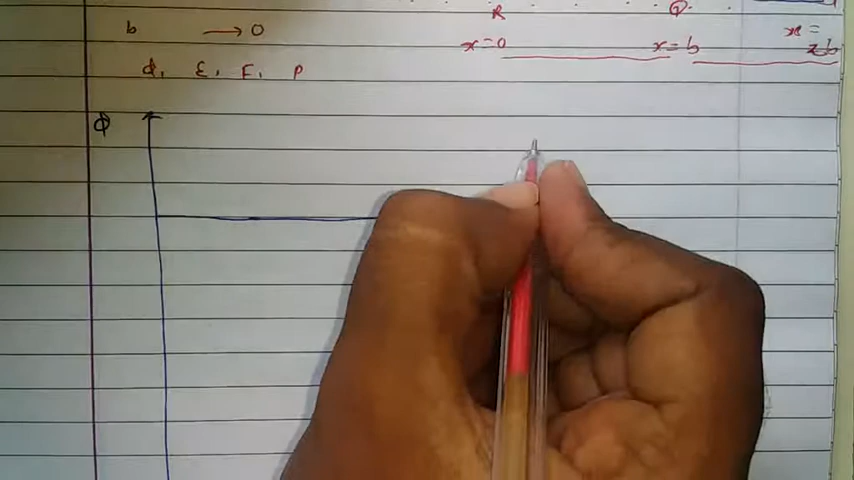 R Q
b → 0 x=0 x=b x=
2b
φ, ε, F, P
φ